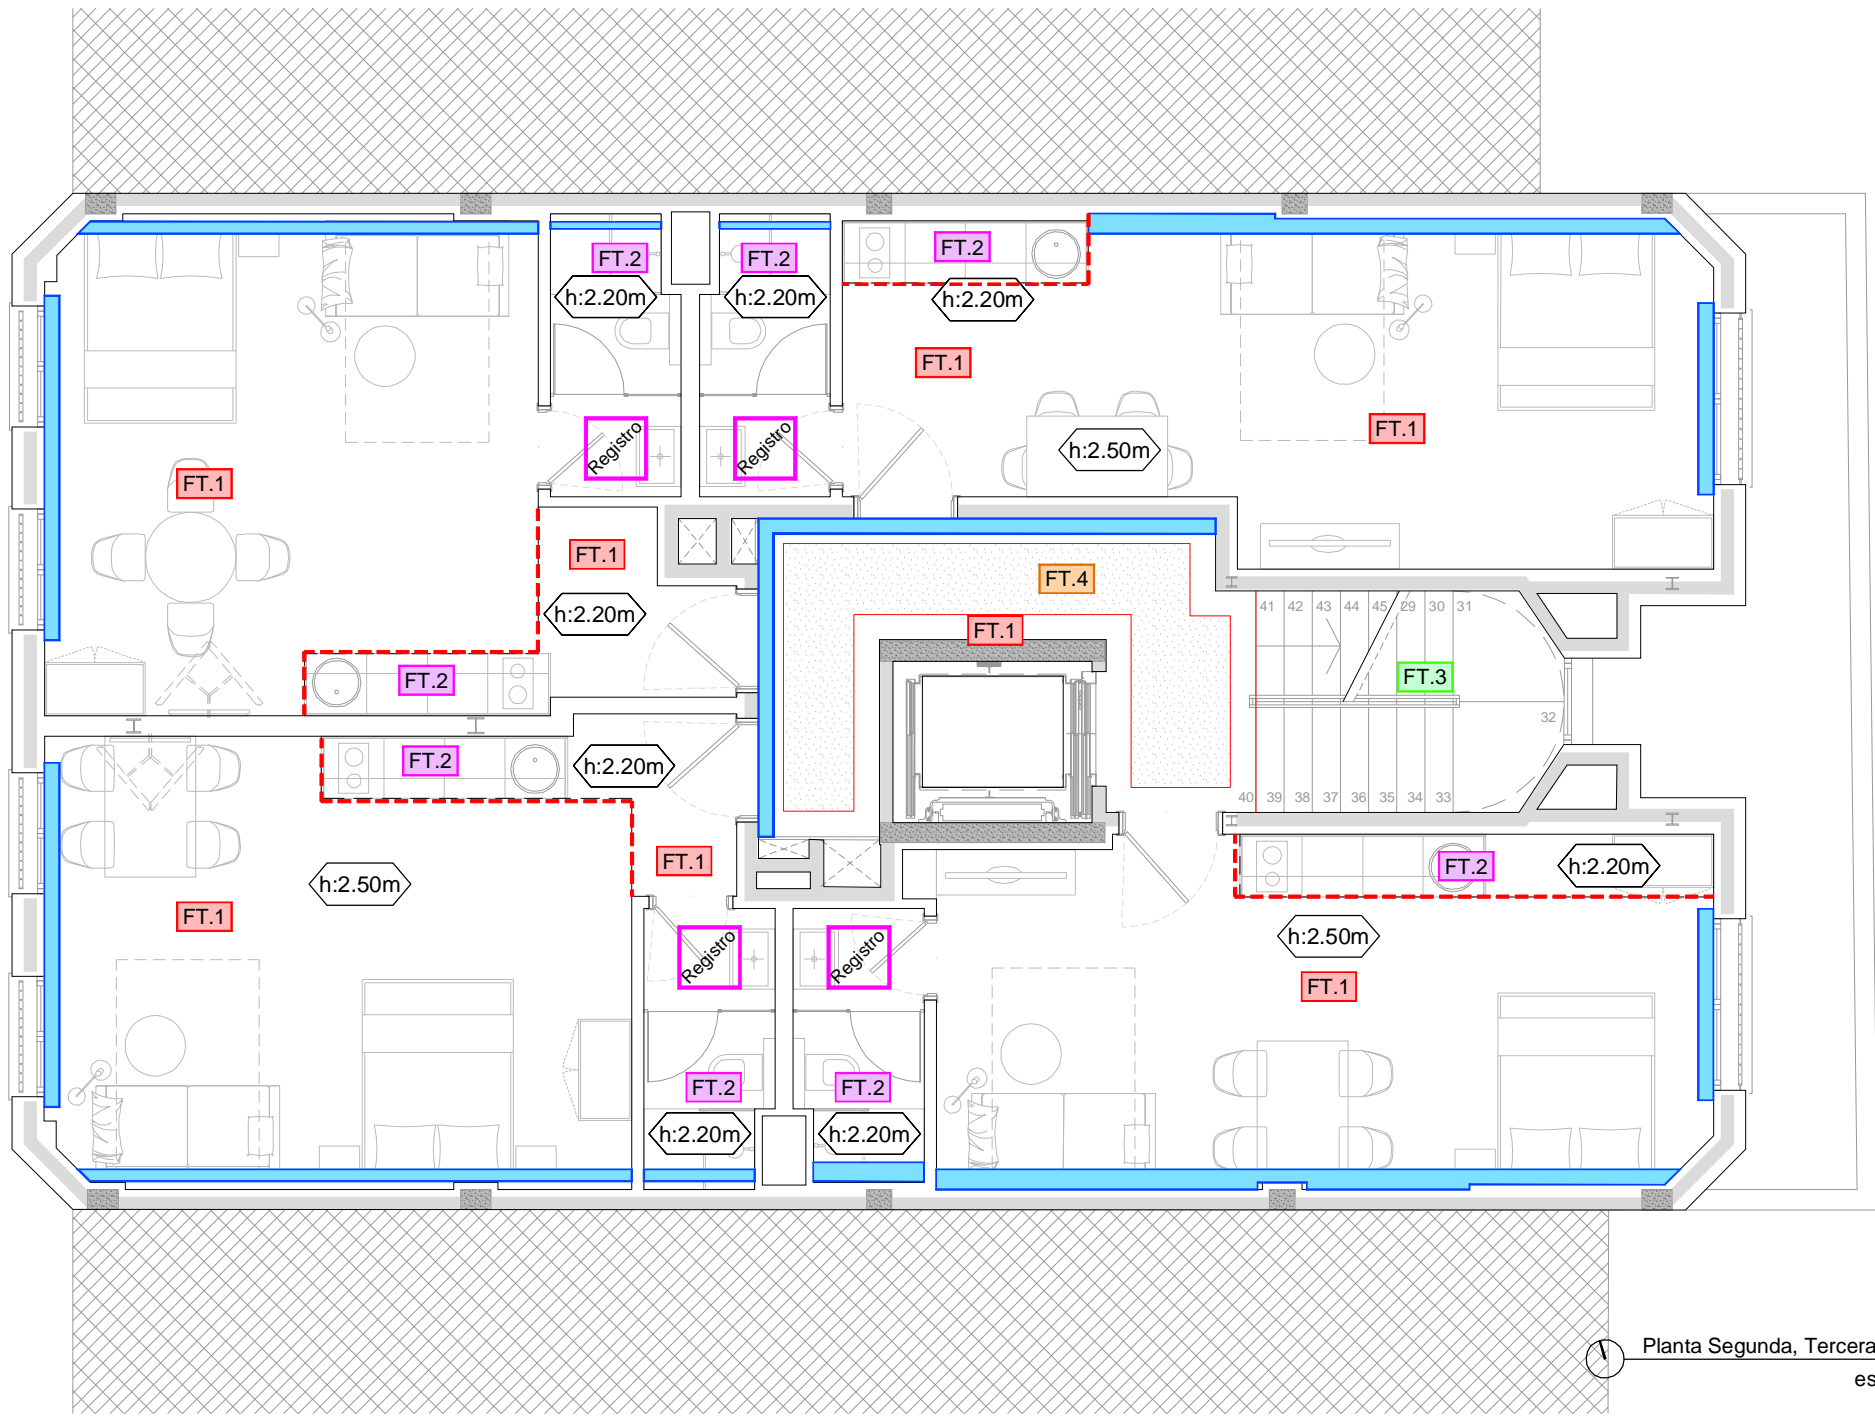 FT.2
FT.2
FT.2
h:2.20m
h:2.20m
h:2.20m
FT.1
FT.1
Registro
Registro
h:2.50m
FT.1
FT.1
FT.4
h:2.20m
FT.1
41 42 43 44 45 29 30 31
FT.2
FT.3
32
FT.2
h:2.20m
40 39 38 37 36 35 34 33
FT.1
FT.2
h:2.20m
h:2.50m
FT.1
h:2.50m
Registro
Registro
FT.1
FT.2
FT.2
h:2.20m
h:2.20m
Planta Segunda, Tercera
es